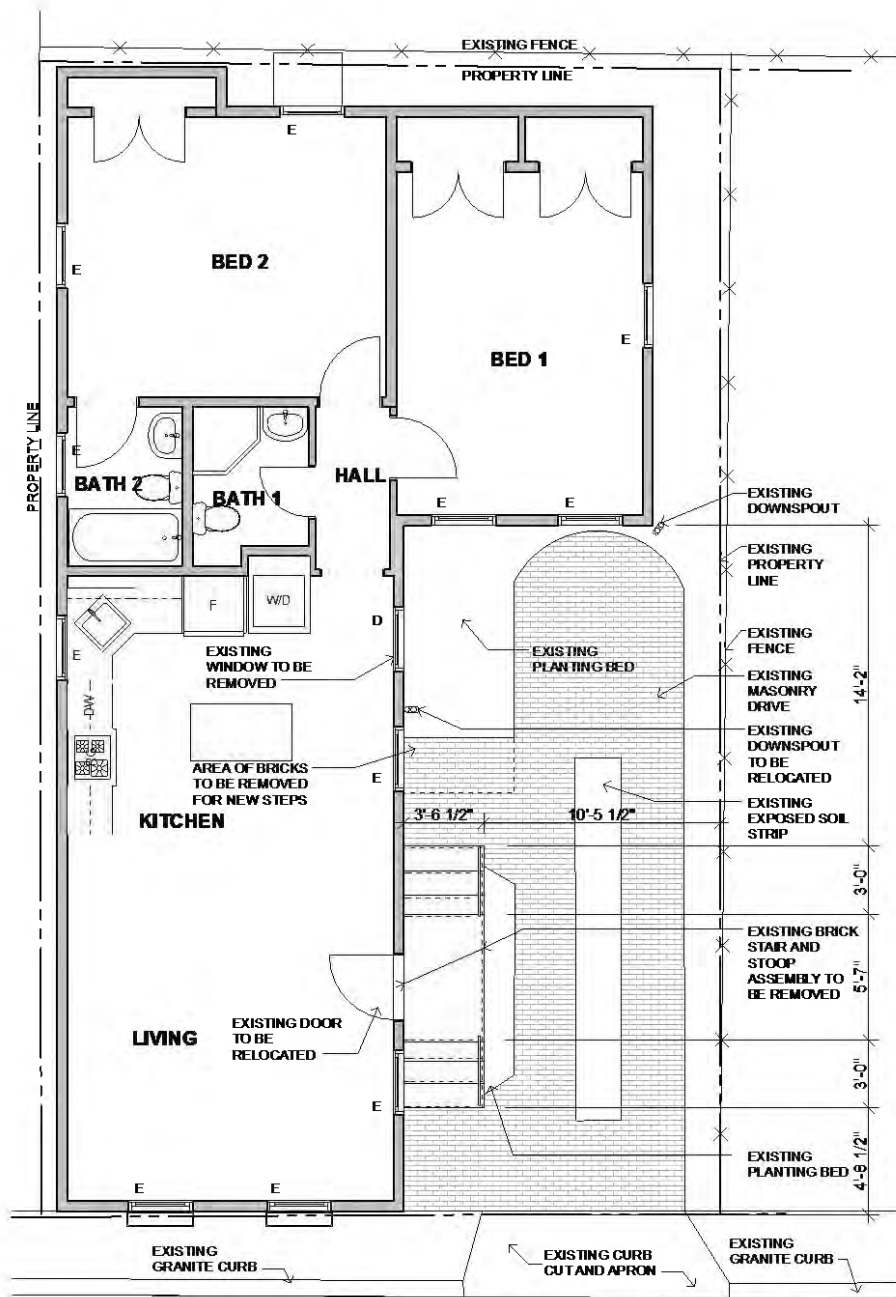 EXISTING FENCE
PROPERTY LINE
E
BED 2
E
BED 1
E
PROPERTY LINE
E
BATH 2
BATH 1
HALL
E
E
EXISTING
DOWNSPOUT
EXISTING
PROPERTY
LINE
F
W/D
D
E
EXISTING
WINDOW TO BE
REMOVED
EXISTING
PLANTING BED
EXISTING
FENCE
EXISTING
MASONRY
DRIVE
14'-2"
DW
EXISTING
DOWNSPOUT
TO BE
RELOCATED
AREA OF BRICKS
TO BE REMOVED
FOR NEW STEPS
E
EXISTING
EXPOSED SOIL
STRIP
KITCHEN
3'-6 1/2"
10'-5 1/2"
3'-0"
EXISTING BRICK
STAIR AND
STOOP
ASSEMBLY TO
BE REMOVED
5'-7"
LIVING
EXISTING DOOR
TO BE
RELOCATED
3'-0"
E
EXISTING
PLANTING BED
4'-8 1/2"
E
E
EXISTING
GRANITE CURB
EXISTING CURB
CUT AND APRON
EXISTING
GRANITE CURB